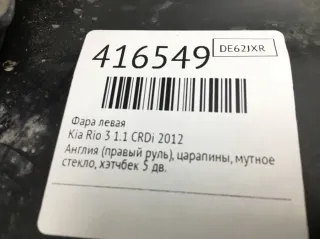 416549 DE62JXR
Фара левая
Kia Rio 3 1.1 CRDi 2012
Англия (правый руль), царапины, мутное
стекло, хэтчбек 5 дв.